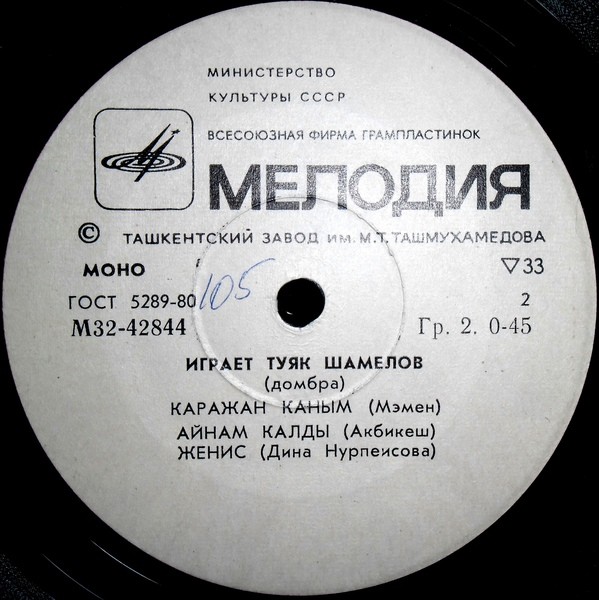 МИНИСТЕРСТВО
КУЛЬТУРЫ СССР
ВСЕСОЮЗНАЯ ФИРМА ГРАМПЛАСТИНОК
МЕЛОДИЯ
© ТАШКЕНТСКИЙ ЗАВОД ИМ. М.Т. ТАШМУХАМЕДОВА
МОНО ▽33
ГОСТ 5289-80 105 2
М32-42844 Гр. 2. 0-45
ИГРАЕТ ТУЯК ШАМЕЛОВ
(домбра)
КАРАЖАН КАНЫМ (Мэмен)
АЙНАМ КАЛДЫ (Акбикеш)
ЖЕНИС (Дина Нурпеисова)